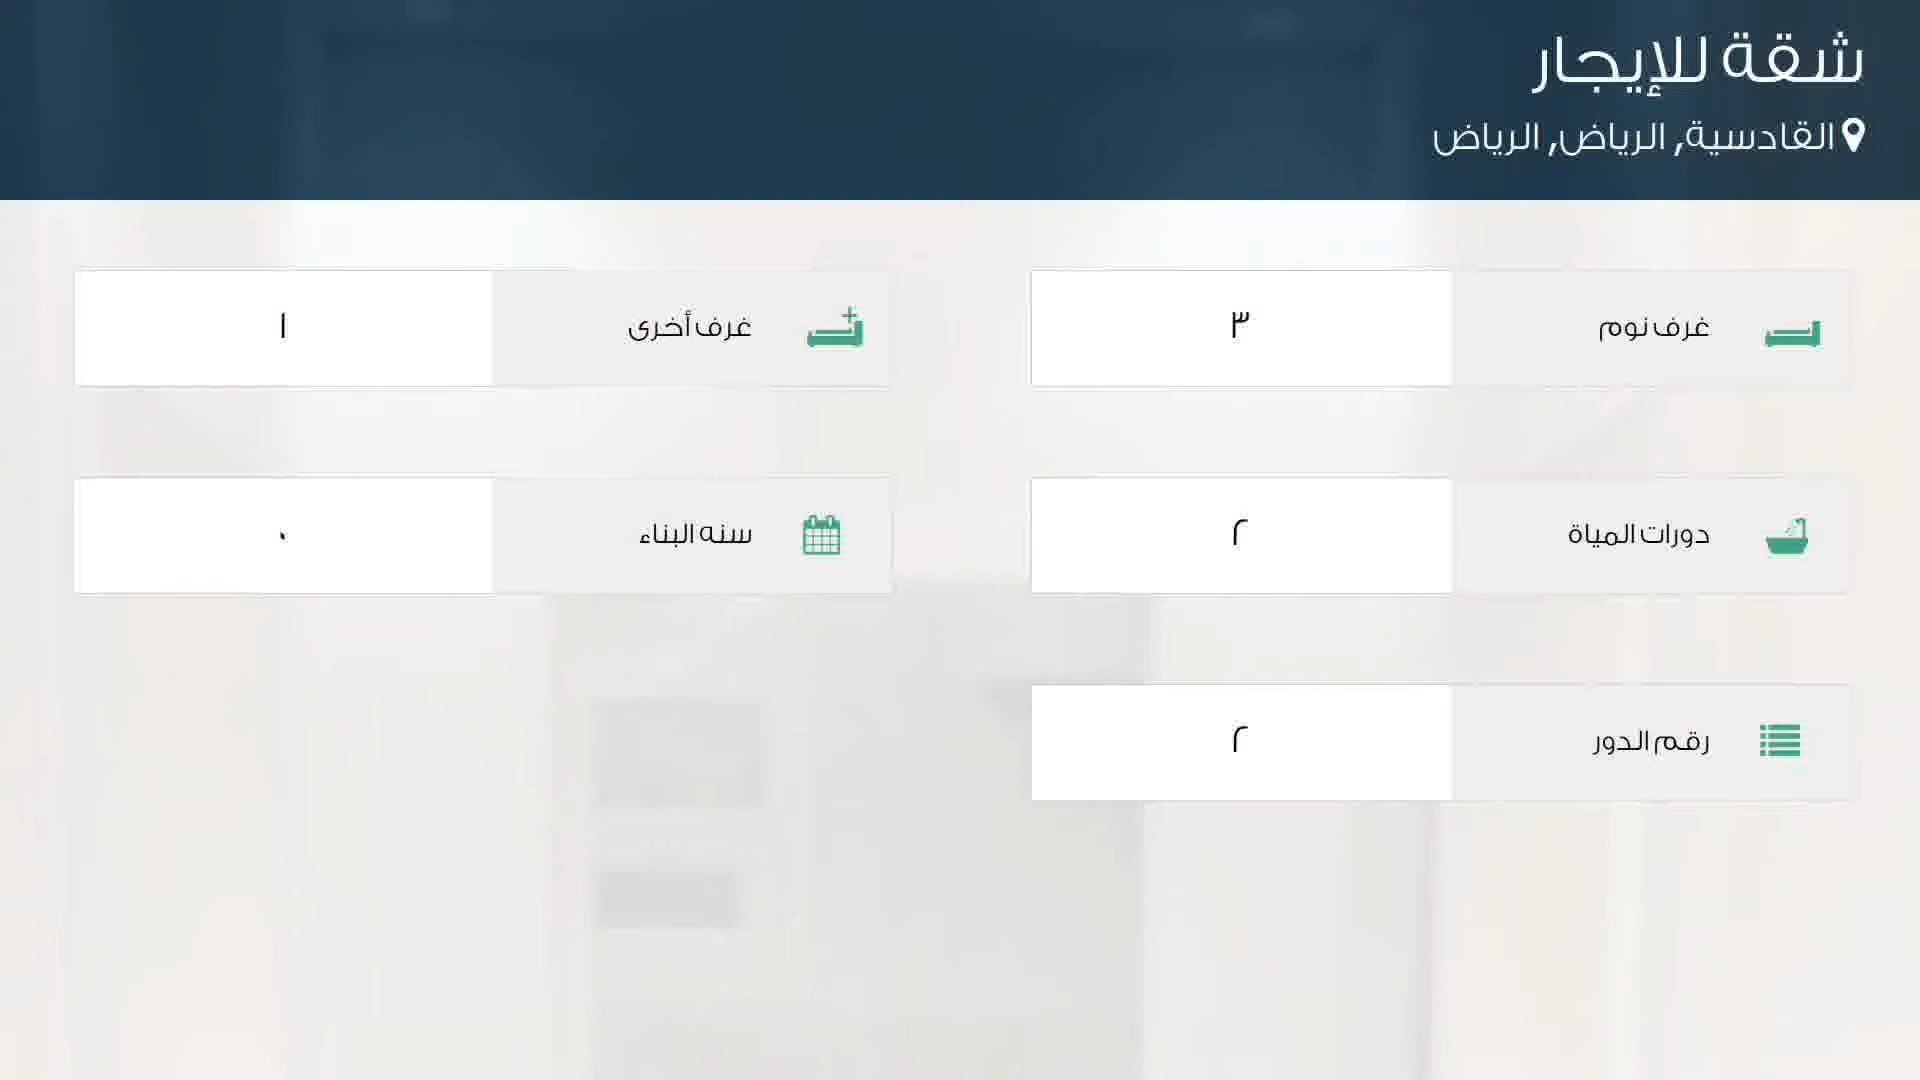 شقة للإيجار
القادسية, الرياض, الرياض
غرف نوم
٣
غرف أخرى
١
دورات المياة
٢
سنه البناء
٠
رقم الدور
٢